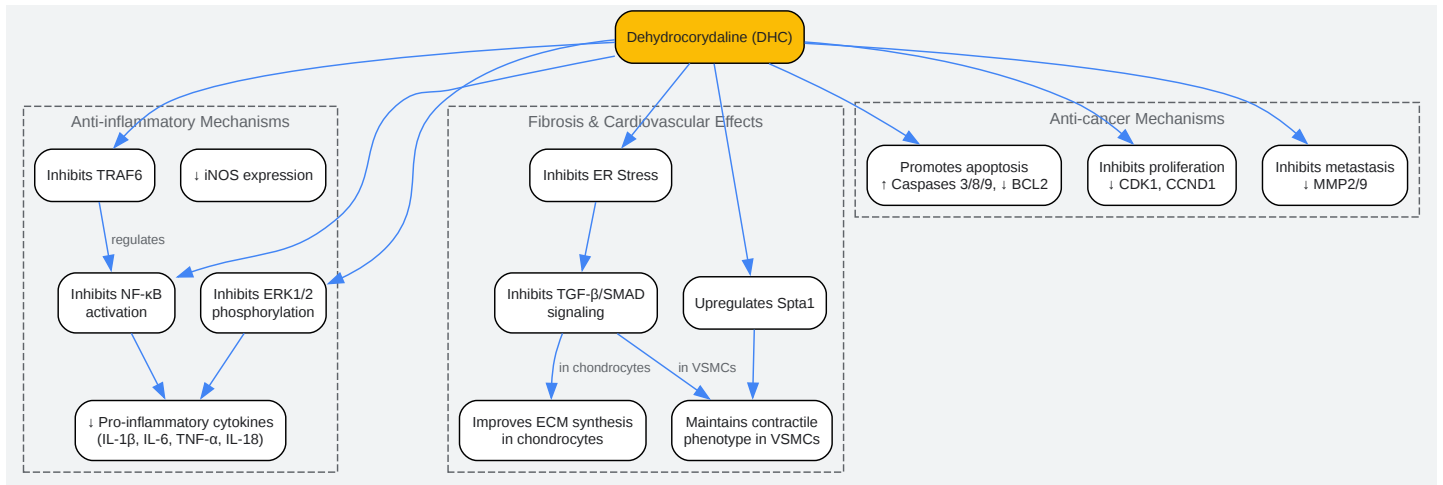 Dehydrocorydaline (DHC)
Anti-inflammatory Mechanisms
Inhibits TRAF6
↓ iNOS expression
regulates
Inhibits NF-κB
activation
Inhibits ERK1/2
phosphorylation
↓ Pro-inflammatory cytokines
(IL-1β, IL-6, TNF-α, IL-18)
Fibrosis & Cardiovascular Effects
Inhibits ER Stress
Inhibits TGF-β/SMAD
signaling
Upregulates Spta1
in chondrocytes
in VSMCs
Improves ECM synthesis
in chondrocytes
Maintains contractile
phenotype in VSMCs
Anti-cancer Mechanisms
Promotes apoptosis
↑ Caspases 3/8/9, ↓ BCL2
Inhibits proliferation
↓ CDK1, CCND1
Inhibits metastasis
↓ MMP2/9